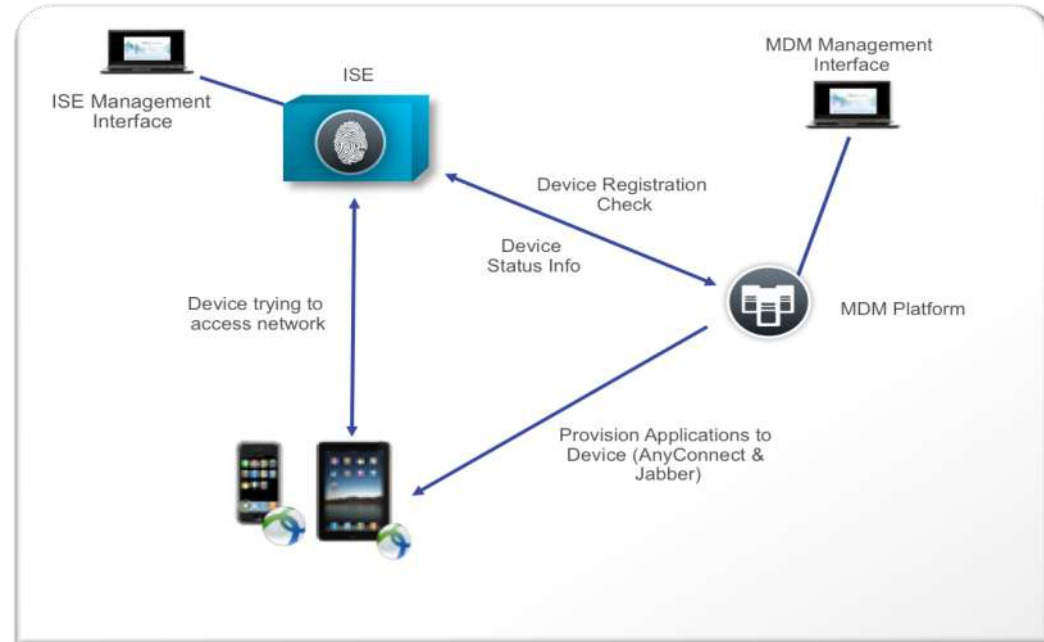 ISE
ISE Management
Interface
MDM Management
Interface
Device Registration
Check
Device
Status Info
Device trying to
access network
MDM Platform
Provision Applications to
Device (AnyConnect &
Jabber)